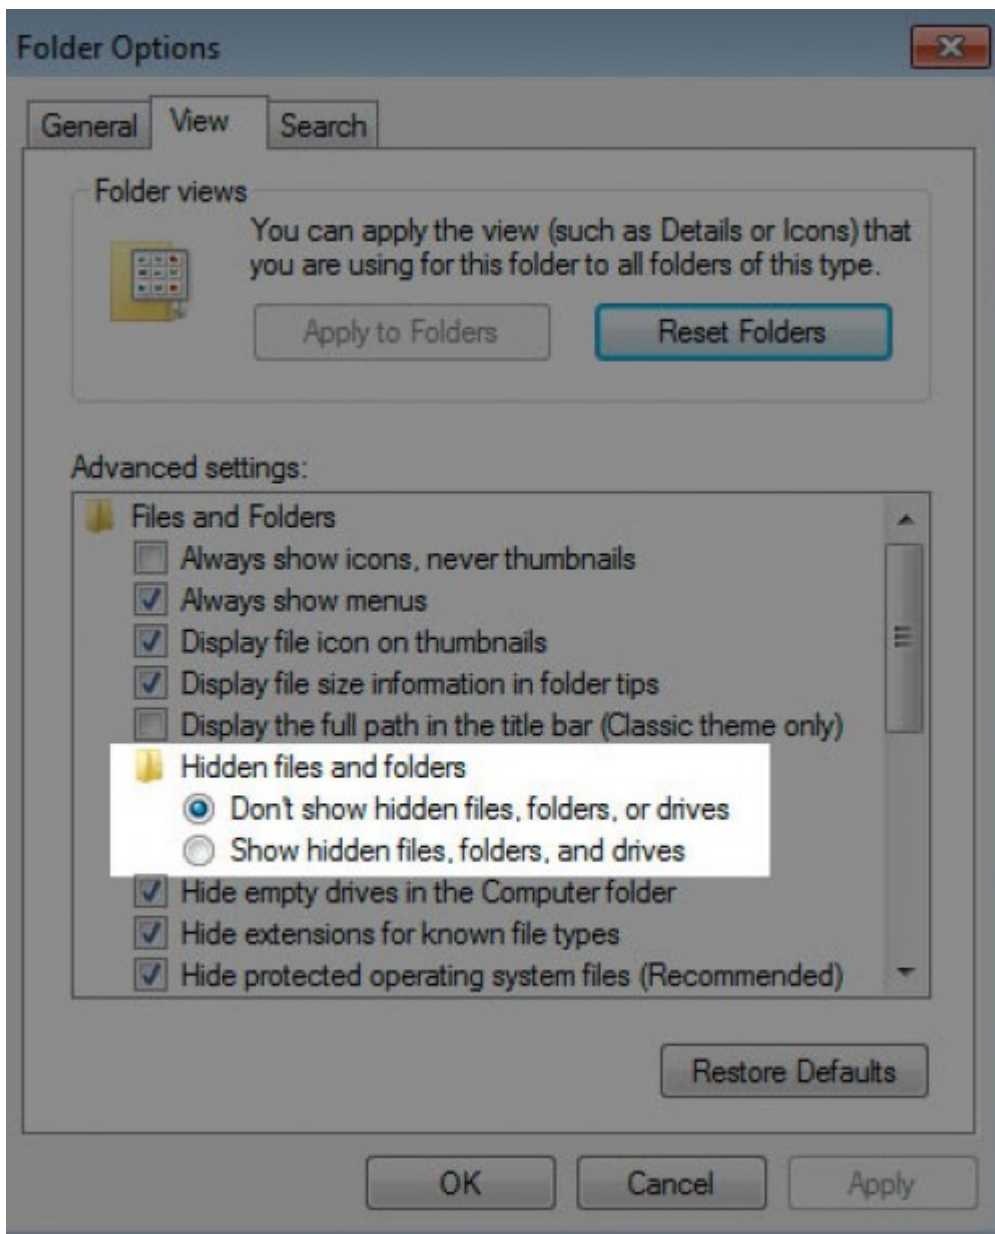 Folder Options
General
View
Search
Folder views
You can apply the view (such as Details or Icons) that
you are using for this folder to all folders of this type.
Apply to Folders
Reset Folders
Advanced settings:
Files and Folders
Always show icons, never thumbnails
Always show menus
Display file icon on thumbnails
Display file size information in folder tips
Display the full path in the title bar (Classic theme only)
Hidden files and folders
Don't show hidden files, folders, or drives
Show hidden files, folders, and drives
Hide empty drives in the Computer folder
Hide extensions for known file types
Hide protected operating system files (Recommended)
Restore Defaults
OK
Cancel
Apply